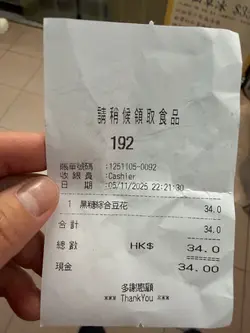 請稍候領取食品
192
賬單號碼 :1251105-0092
收銀員 :Cashier
日期 :05/11/2025 22:21:30
1 黑糖綜合豆花 34.0
合計 34.0
總數 HK$ 34.0
現金 34.00
多謝惠顧
*** ThankYou ***